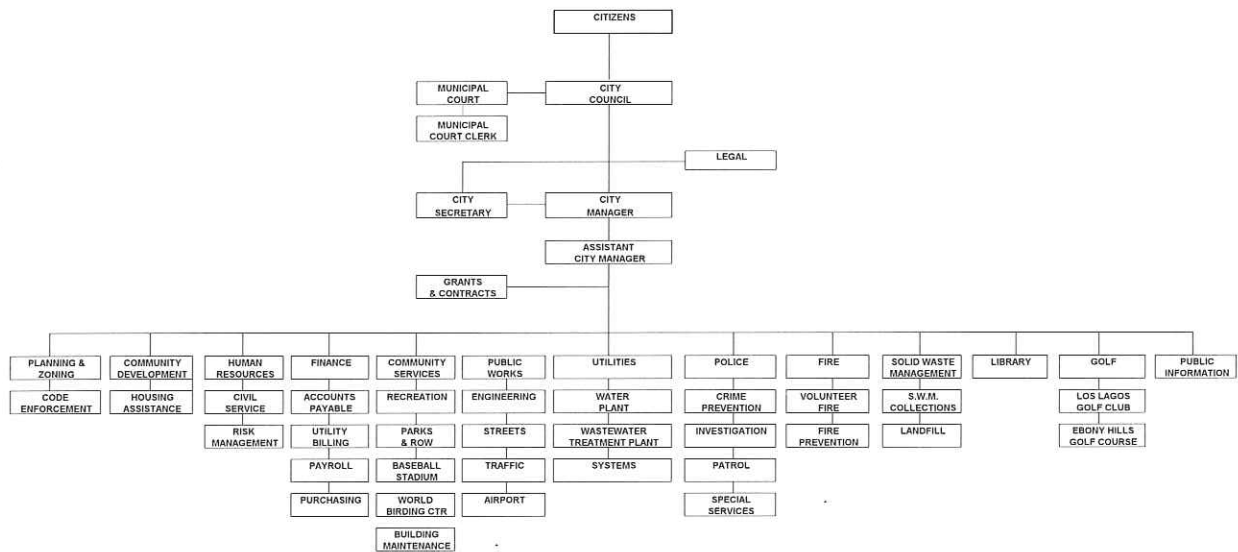 CITIZENS
MUNICIPAL
COURT
CITY
COUNCIL
MUNICIPAL
COURT CLERK
LEGAL
CITY
SECRETARY
CITY
MANAGER
ASSISTANT
CITY MANAGER
GRANTS
& CONTRACTS
PLANNING &
ZONING
COMMUNITY
DEVELOPMENT
HUMAN
RESOURCES
FINANCE
COMMUNITY
SERVICES
PUBLIC
WORKS
UTILITIES
POLICE
FIRE
SOLID WASTE
MANAGEMENT
LIBRARY
GOLF
PUBLIC
INFORMATION
CODE
ENFORCEMENT
HOUSING
ASSISTANCE
CIVIL
SERVICE
ACCOUNTS
PAYABLE
RECREATION
ENGINEERING
WATER
PLANT
CRIME
PREVENTION
VOLUNTEER
FIRE
S.W.M.
COLLECTIONS
LOS LAGOS
GOLF CLUB
RISK
MANAGEMENT
UTILITY
BILLING
PARKS
& ROW
STREETS
WASTEWATER
TREATMENT PLANT
INVESTIGATION
FIRE
PREVENTION
LANDFILL
EBONY HILLS
GOLF COURSE
PAYROLL
BASEBALL
STADIUM
TRAFFIC
SYSTEMS
PATROL
PURCHASING
WORLD
BIRDING CTR
AIRPORT
SPECIAL
SERVICES
BUILDING
MAINTENANCE